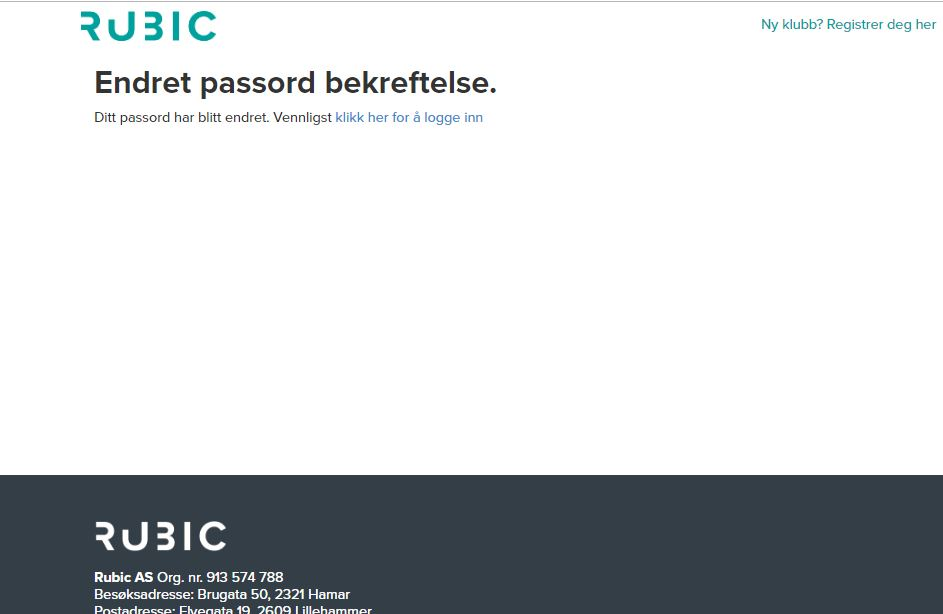 RUBIC
Ny klubb? Registrer deg her
Endret passord bekreftelse.
Ditt passord har blitt endret. Vennligst klikk her for å logge inn
RUBIC
Rubic AS Org. nr. 913 574 788
Besøksadresse: Brugata 50, 2321 Hamar
Postadresse: Elvegata 19, 2609 Lillehammer